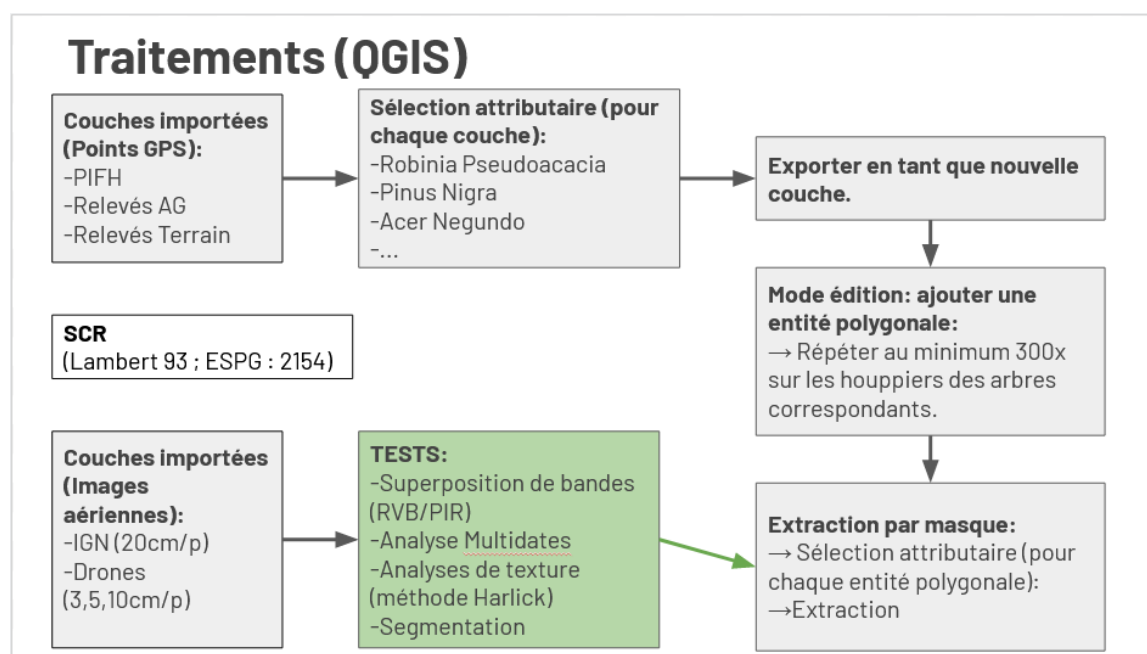 Traitements (QGIS)
Couches importées
(Points GPS):
-PIFH
-Relevés AG
-Relevés Terrain
Sélection attributaire (pour
chaque couche):
-Robinia Pseudoacacia
-Pinus Nigra
-Acer Negundo
-...
Exporter en tant que nouvelle
couche.
Mode édition: ajouter une
entité polygonale:
→ Répéter au minimum 300x
sur les houppiers des arbres
correspondants.
SCR
(Lambert 93 ; ESPG : 2154)
Couches importées
(Images
aériennes):
-IGN (20cm/p)
-Drones
(3,5,10cm/p)
TESTS:
-Superposition de bandes
(RVB/PIR)
-Analyse Multidates
-Analyses de texture
(méthode Harlick)
-Segmentation
Extraction par masque:
→ Sélection attributaire (pour
chaque entité polygonale):
→Extraction